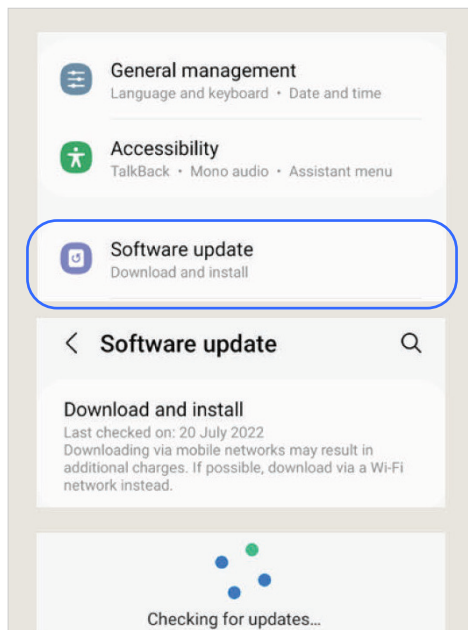 General management
Language and keyboard • Date and time
Accessibility
TalkBack • Mono audio • Assistant menu
Software update
Download and install
Software update
Download and install
Last checked on: 20 July 2022
Downloading via mobile networks may result in
additional charges. If possible, download via a Wi-Fi
network instead.
Checking for updates...